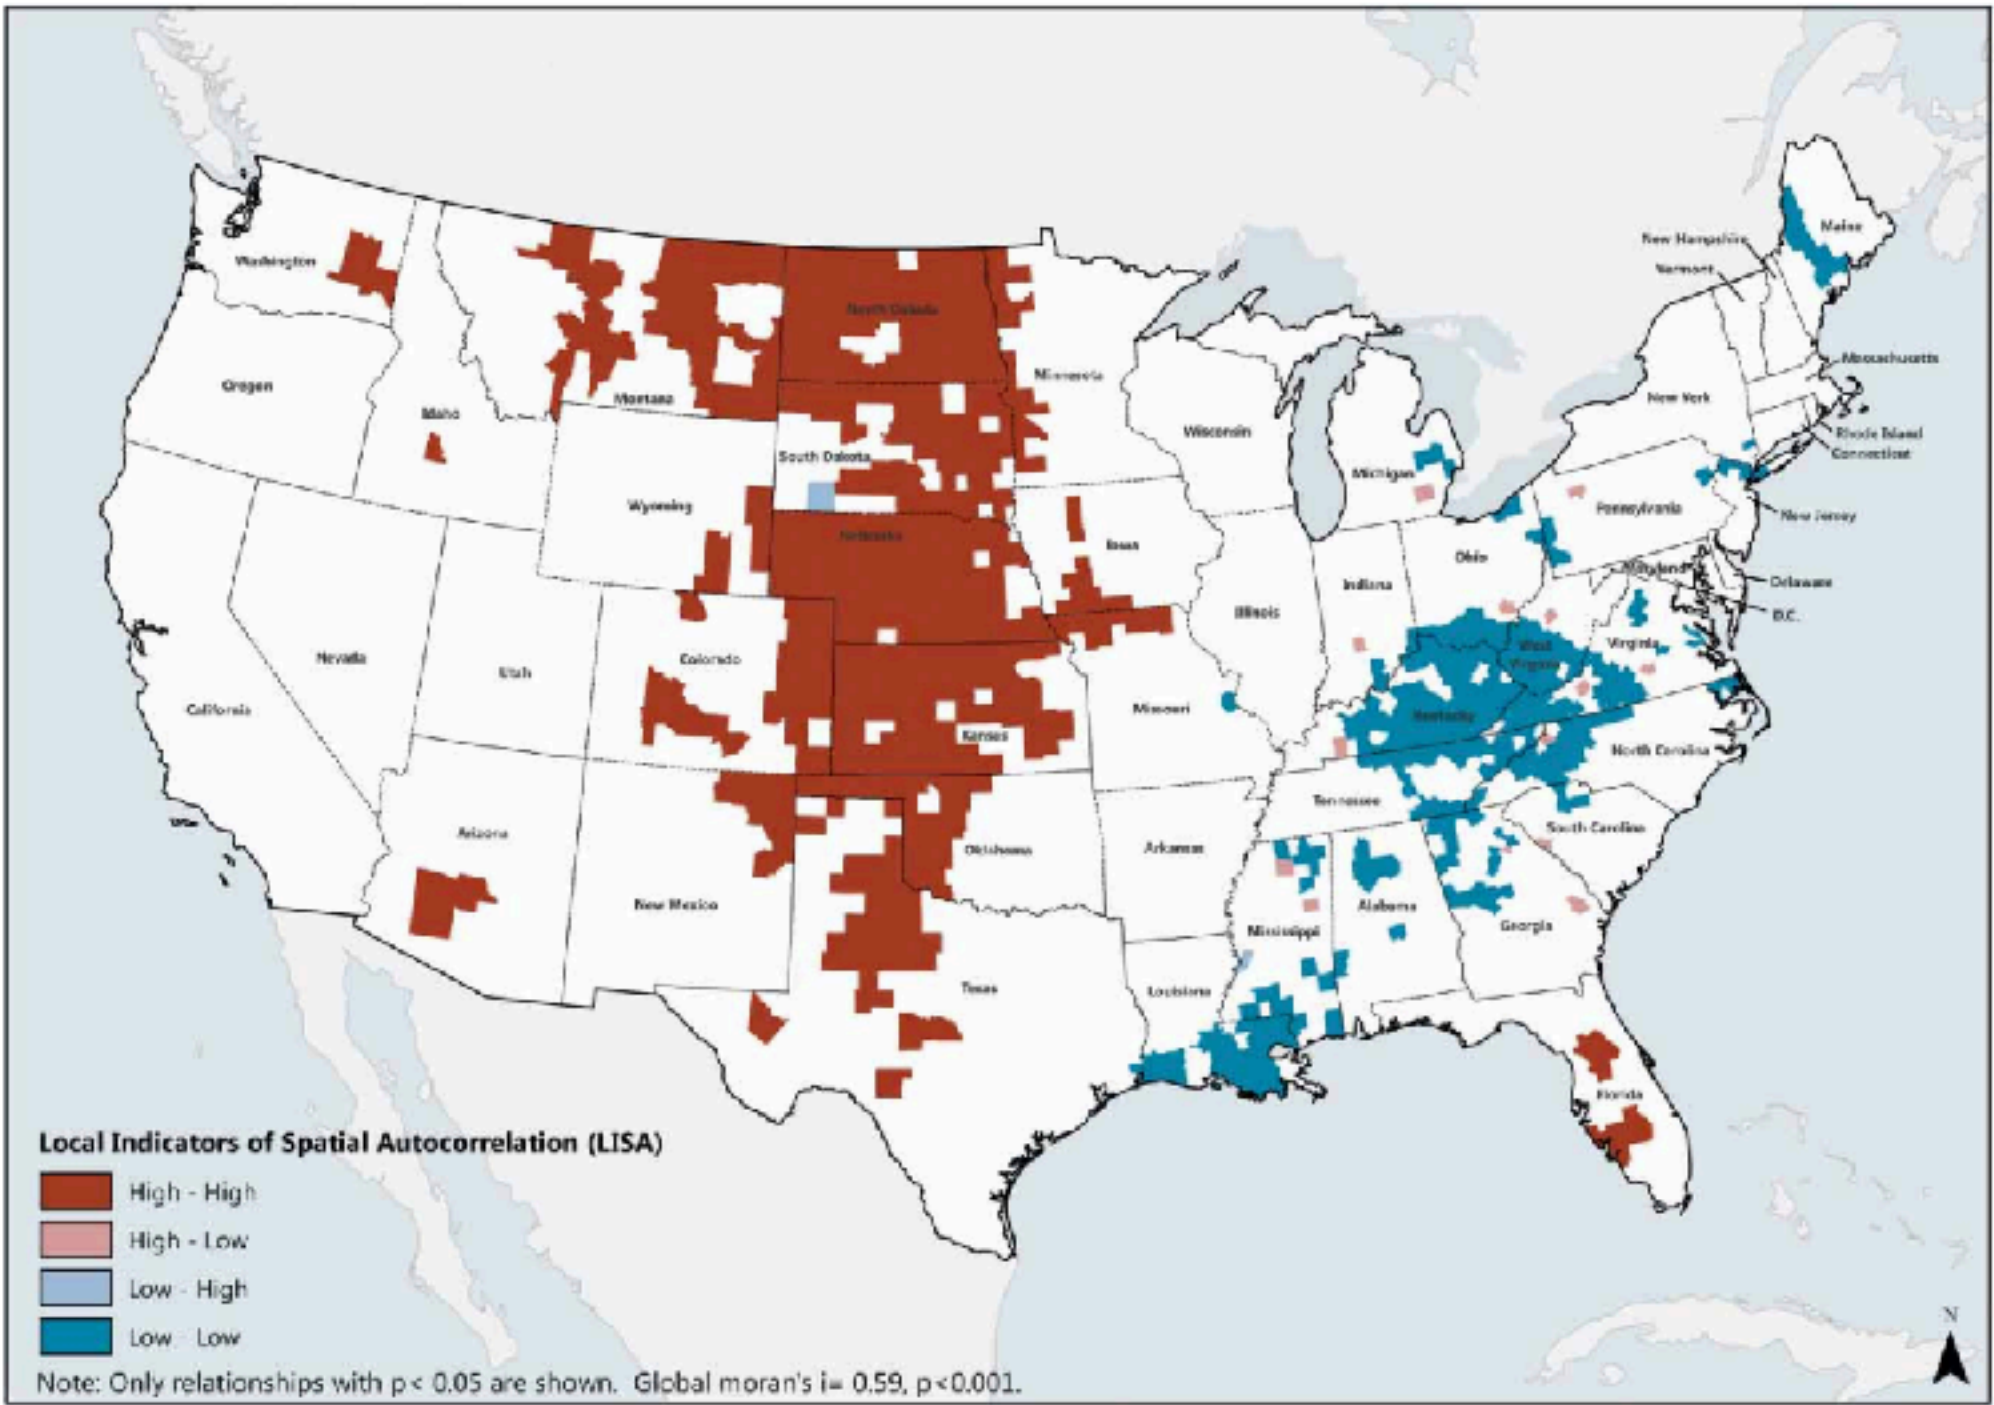 New Hampshire
Maine
Vermont
Washington
North Dakota
Massachusetts
Minnesota
Oregon
New York
Montana
Idaho
Wisconsin
Rhode Island
Connecticut
South Dakota
Michigan
Wyoming
Pennsylvania
New Jersey
Nebraska
Iowa
Ohio
Maryland
Delaware
Indiana
Illinois
D.C.
Virginia
West
Virginia
Nevada
Colorado
Utah
California
Missouri
Kentucky
Kansas
North Carolina
Tennessee
Arizona
South Carolina
Oklahoma
Arkansas
New Mexico
Alabama
Georgia
Mississippi
Texas
Louisiana
Florida
Local Indicators of Spatial Autocorrelation (LISA)
High - High
High - Low
Low - High
Low - Low
N
Note: Only relationships with p< 0.05 are shown. Global moran's i= 0.59, p<0.001.